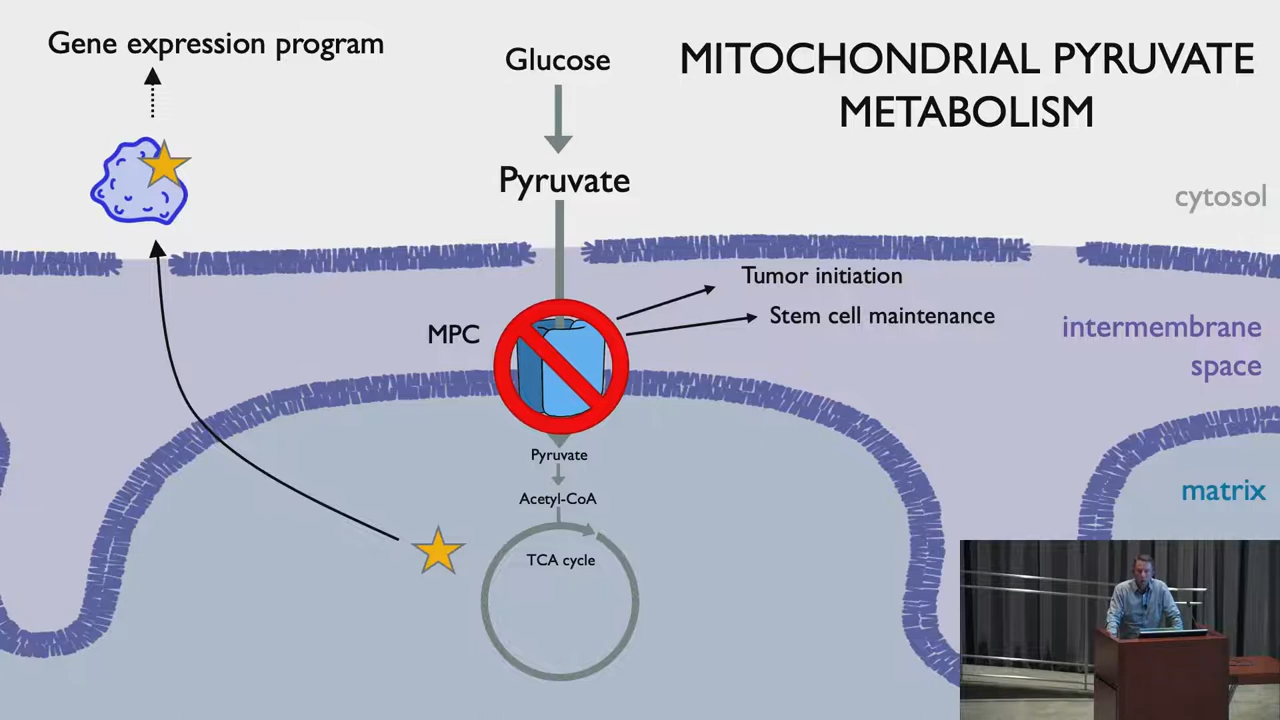 Gene expression program
Glucose
MITOCHONDRIAL PYRUVATE
METABOLISM
Pyruvate
cytosol
Tumor initiation
Stem cell maintenance
MPC
intermembrane
space
Pyruvate
Acetyl-CoA
matrix
TCA cycle